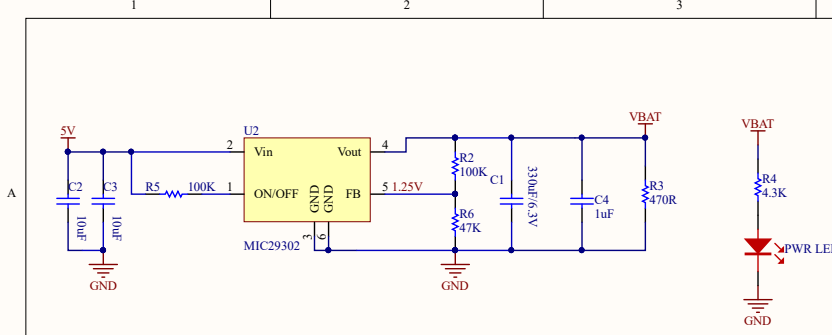 1
2
3
A
5V
U2
VBAT
VBAT
2
Vin
Vout
4
C2
10uF
C3
10uF
R5
100K
1
ON/OFF
GND
GND
FB
5
1.25V
R2
100K
R6
47K
C1
330uF/6.3V
C4
1uF
R3
470R
R4
4.3K
MIC29302
3
6
PWR LE
GND
GND
GND